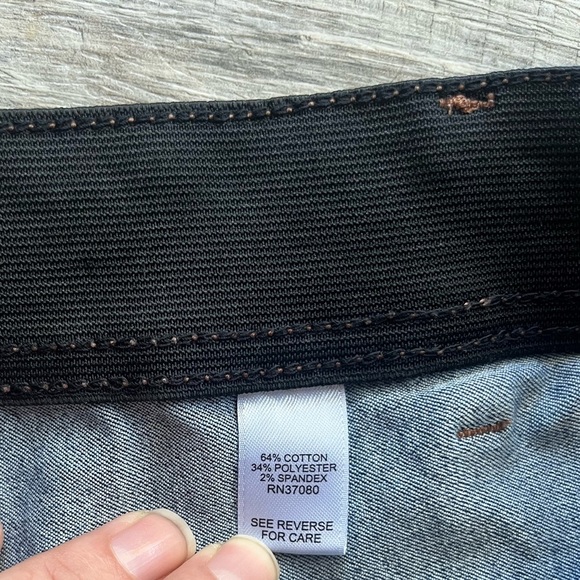 64% COTTON
34% POLYESTER
2% SPANDEX
RN37080
SEE REVERSE
FOR CARE